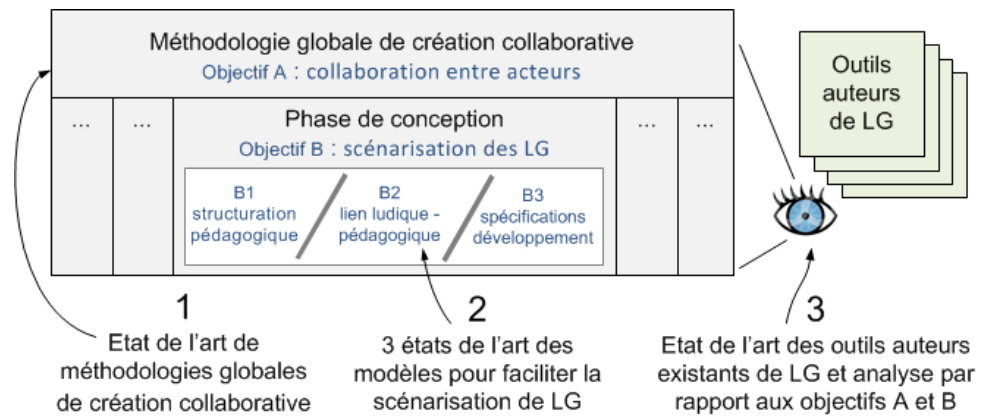 Méthodologie globale de création collaborative
Objectif A : collaboration entre acteurs
Outils
auteurs
de LG
...
...
Phase de conception
Objectif B : scénarisation des LG
...
...
B1
structuration
pédagogique
B2
lien ludique -
pédagogique
B3
spécifications
développement
1
Etat de l'art de
méthodologies globales
de création collaborative
2
3 états de l'art des
modèles pour faciliter la
scénarisation de LG
3
Etat de l'art des outils auteurs
existants de LG et analyse par
rapport aux objectifs A et B